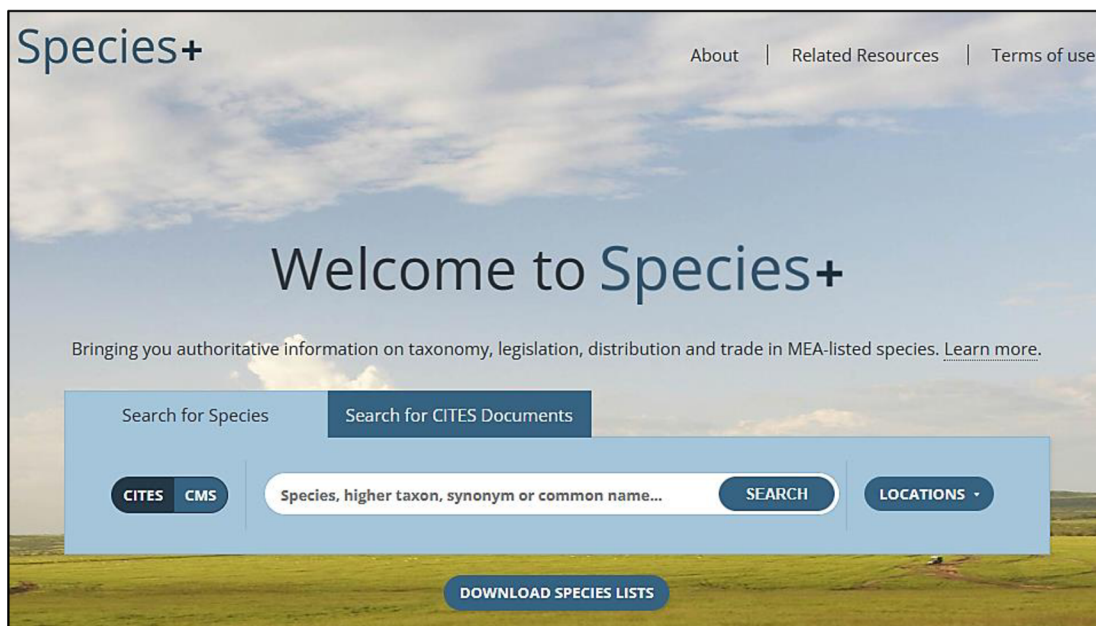 Species+
About | Related Resources | Terms of use
Welcome to Species+
Bringing you authoritative information on taxonomy, legislation, distribution and trade in MEA-listed species. Learn more.
Search for Species
Search for CITES Documents
CITES CMS
Species, higher taxon, synonym or common name...
SEARCH
LOCATIONS
DOWNLOAD SPECIES LISTS